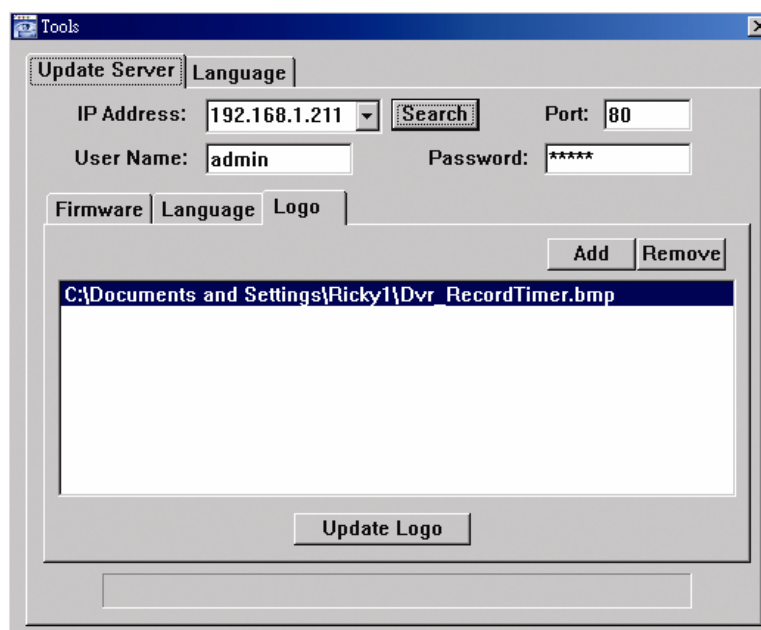 Tools
Update Server Language
IP Address: 192.168.1.211 Search Port: 80
User Name: admin Password: *****
Firmware Language Logo
Add Remove
C:\Documents and Settings\Ricky1\Dvr_RecordTimer.bmp
Update Logo